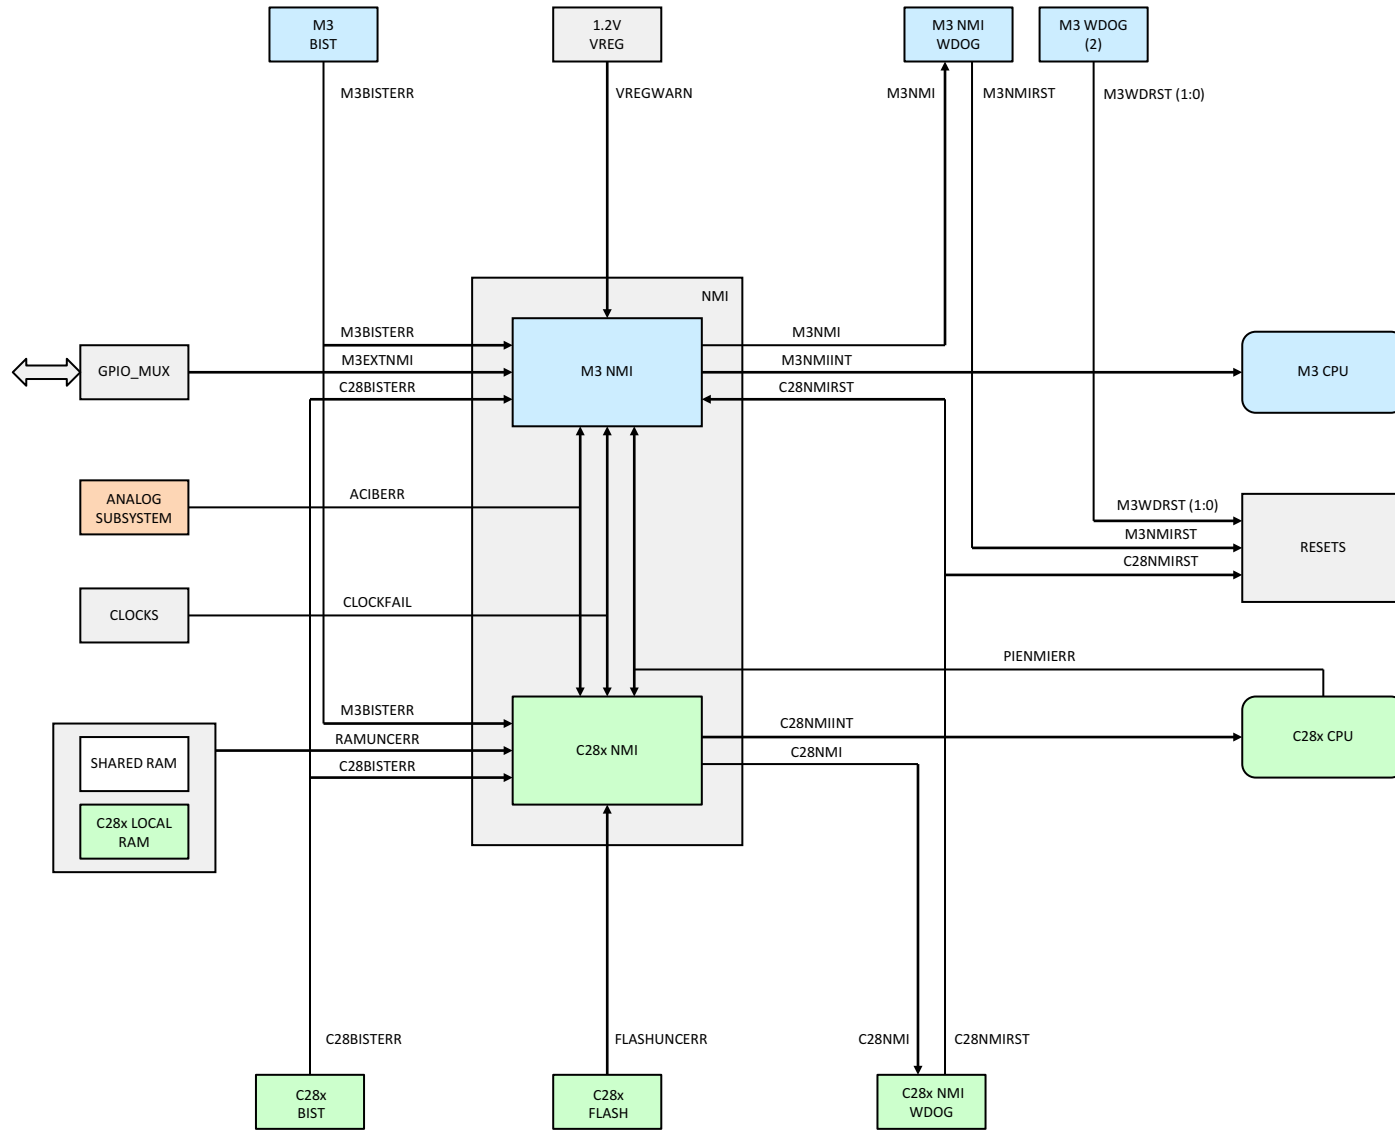 M3
BIST
1.2V
VREG
M3 NMI
WDOG
M3 WDOG
(2)
M3BISTERR
VREGWARN
M3NMI
M3NMIRST
M3WDRST (1:0)
NMI
M3BISTERR
M3NMI
M3EXTNMI
M3NMIINT
GPIO_MUX
M3 NMI
M3 CPU
C28BISTERR
C28NMIRST
ANALOG
SUBSYSTEM
ACIBERR
M3WDRST (1:0)
M3NMIRST
RESETS
C28NMIRST
CLOCKS
CLOCKFAIL
PIENMIERR
M3BISTERR
C28NMIINT
RAMUNCERR
C28x NMI
C28NMI
C28x CPU
SHARED RAM
C28BISTERR
C28x LOCAL
RAM
C28BISTERR
FLASHUNCERR
C28NMI
C28NMIRST
C28x
BIST
C28x
FLASH
C28x NMI
WDOG